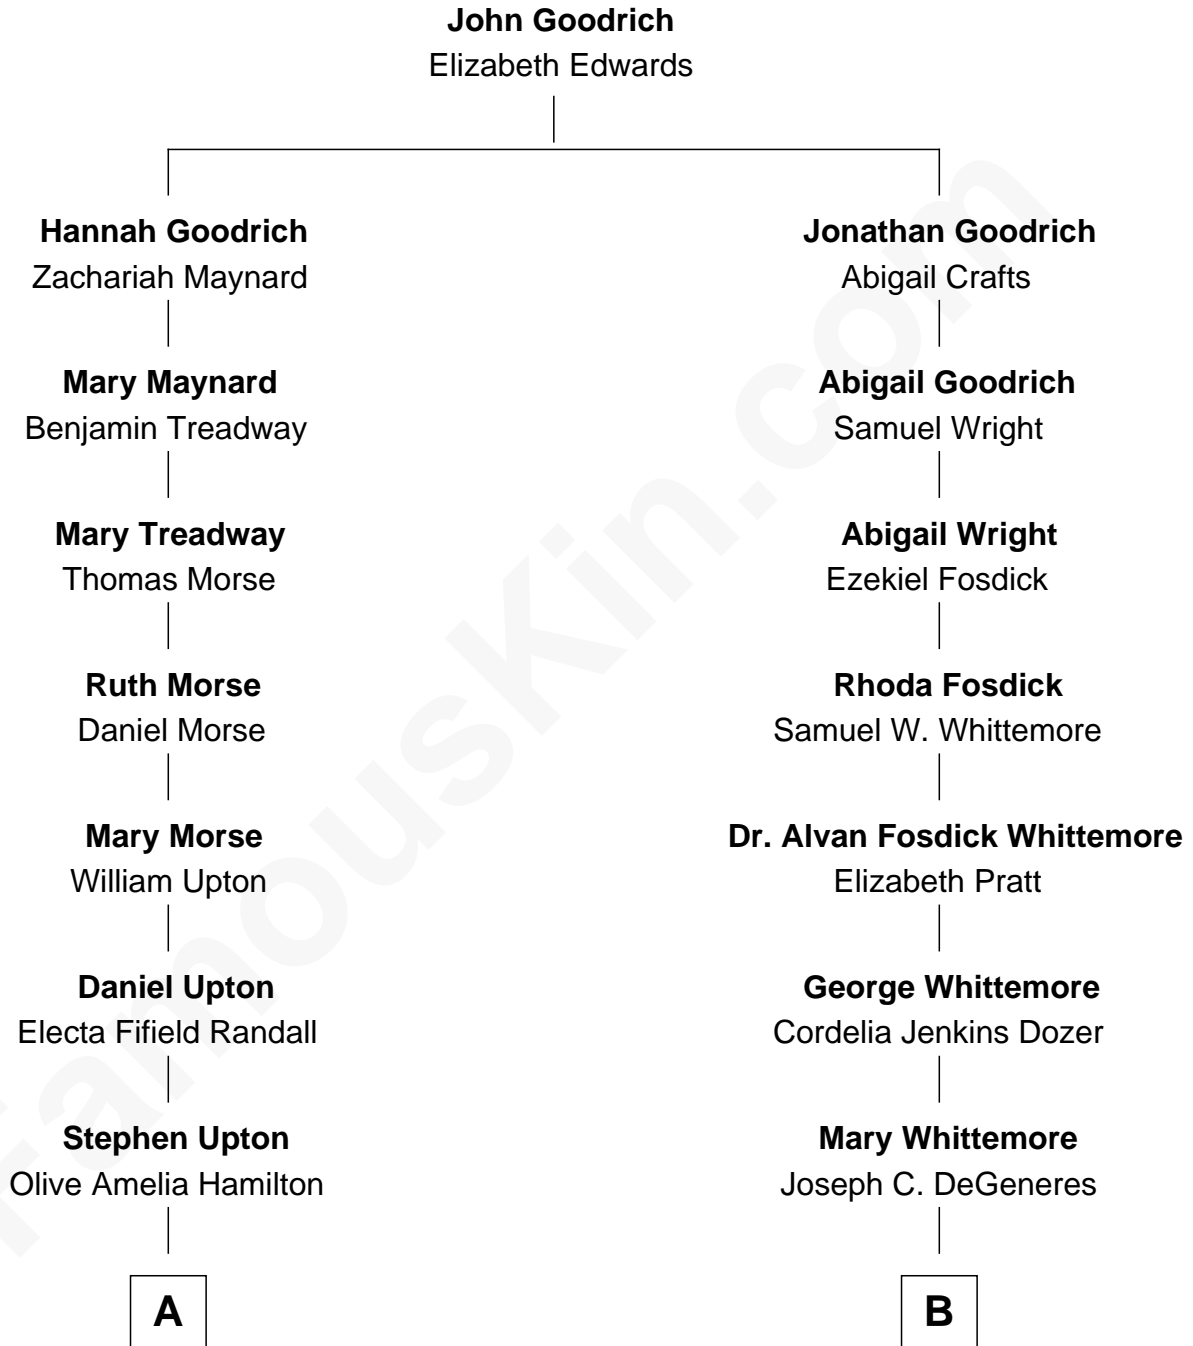 John Goodrich
Elizabeth Edwards
Hannah Goodrich
Zachariah Maynard
Jonathan Goodrich
Abigail Crafts
Mary Maynard
Benjamin Treadway
Abigail Goodrich
Samuel Wright
Mary Treadway
Thomas Morse
Abigail Wright
Ezekiel Fosdick
Ruth Morse
Daniel Morse
Rhoda Fosdick
Samuel W. Whittemore
Mary Morse
William Upton
Dr. Alvan Fosdick Whittemore
Elizabeth Pratt
Daniel Upton
Electa Fifield Randall
George Whittemore
Cordelia Jenkins Dozer
Stephen Upton
Olive Amelia Hamilton
Mary Whittemore
Joseph C. DeGeneres
A
B
FamousKin.com